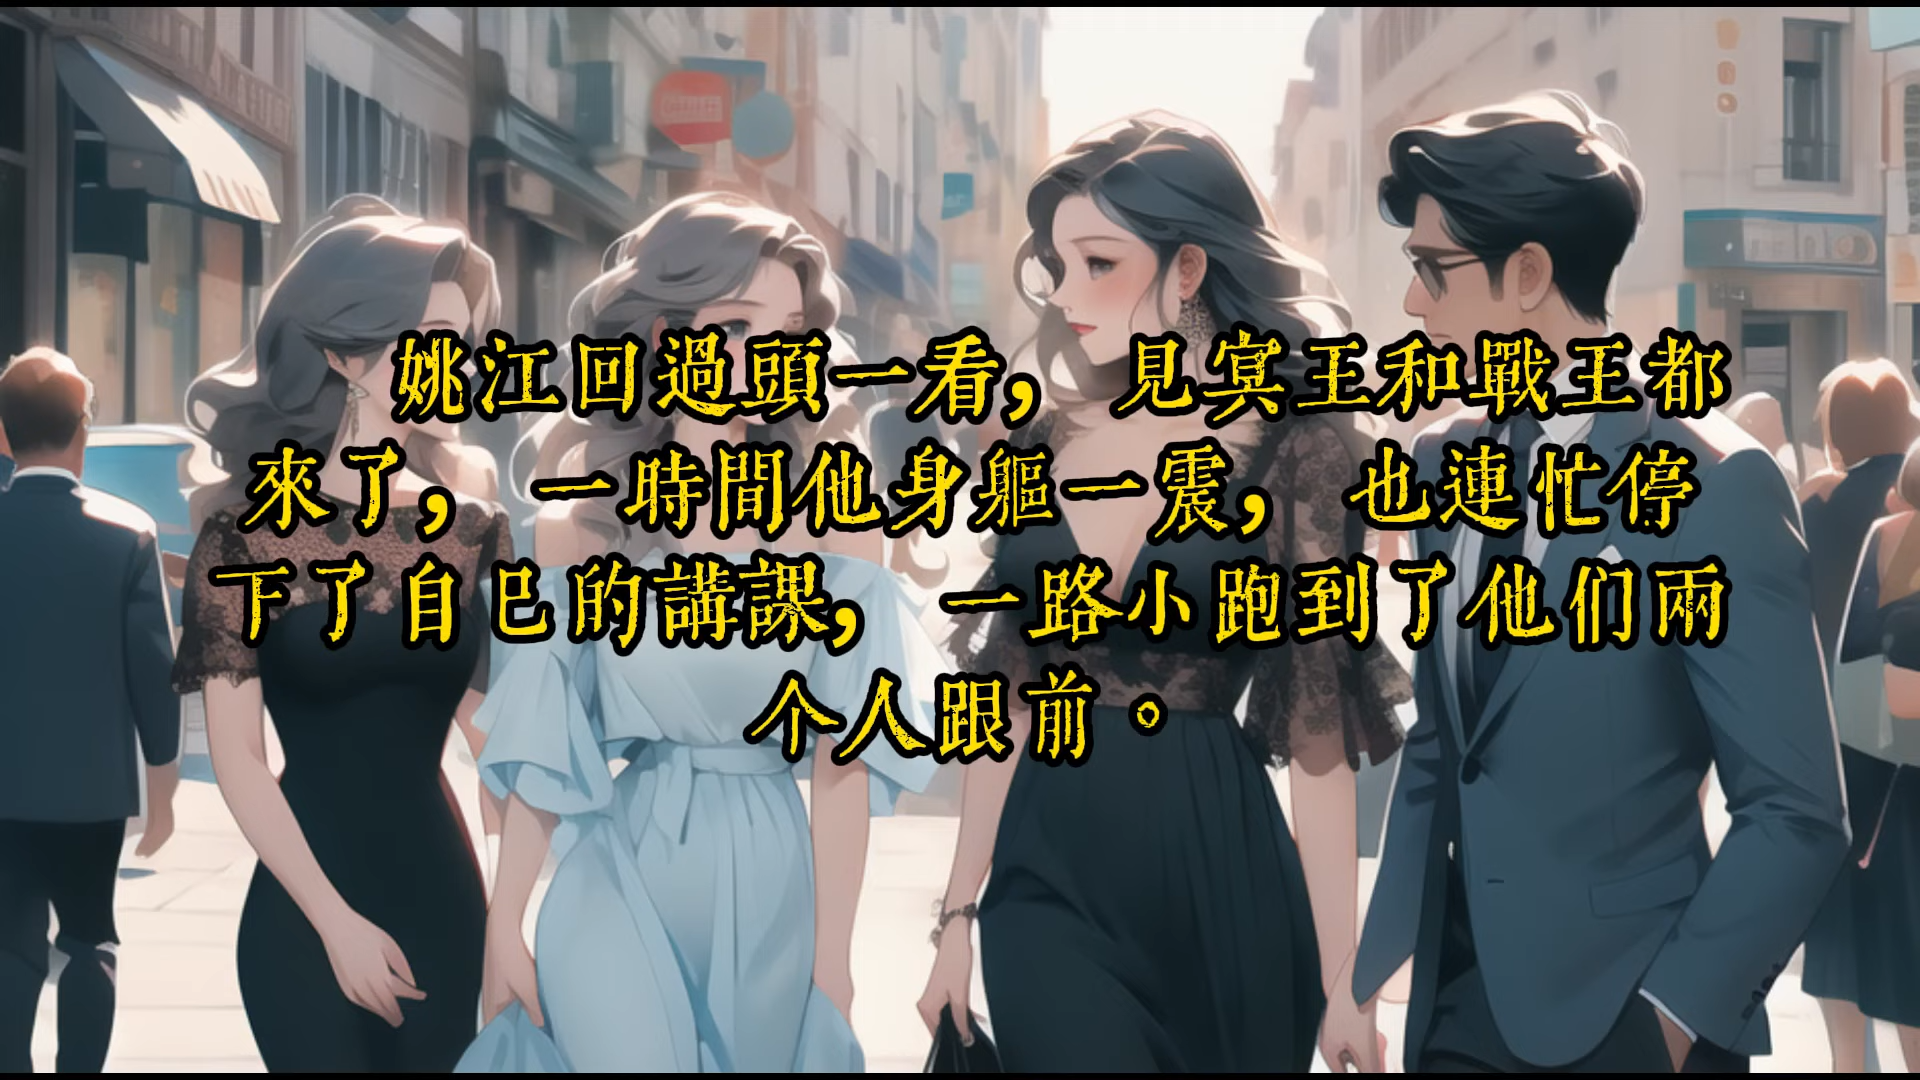 姚江回過頭一看，見冥王和戰王都
來了，一時間他身軀一震，也連忙停
下了自已的講課，一路小跑到了他们兩
个人跟前。